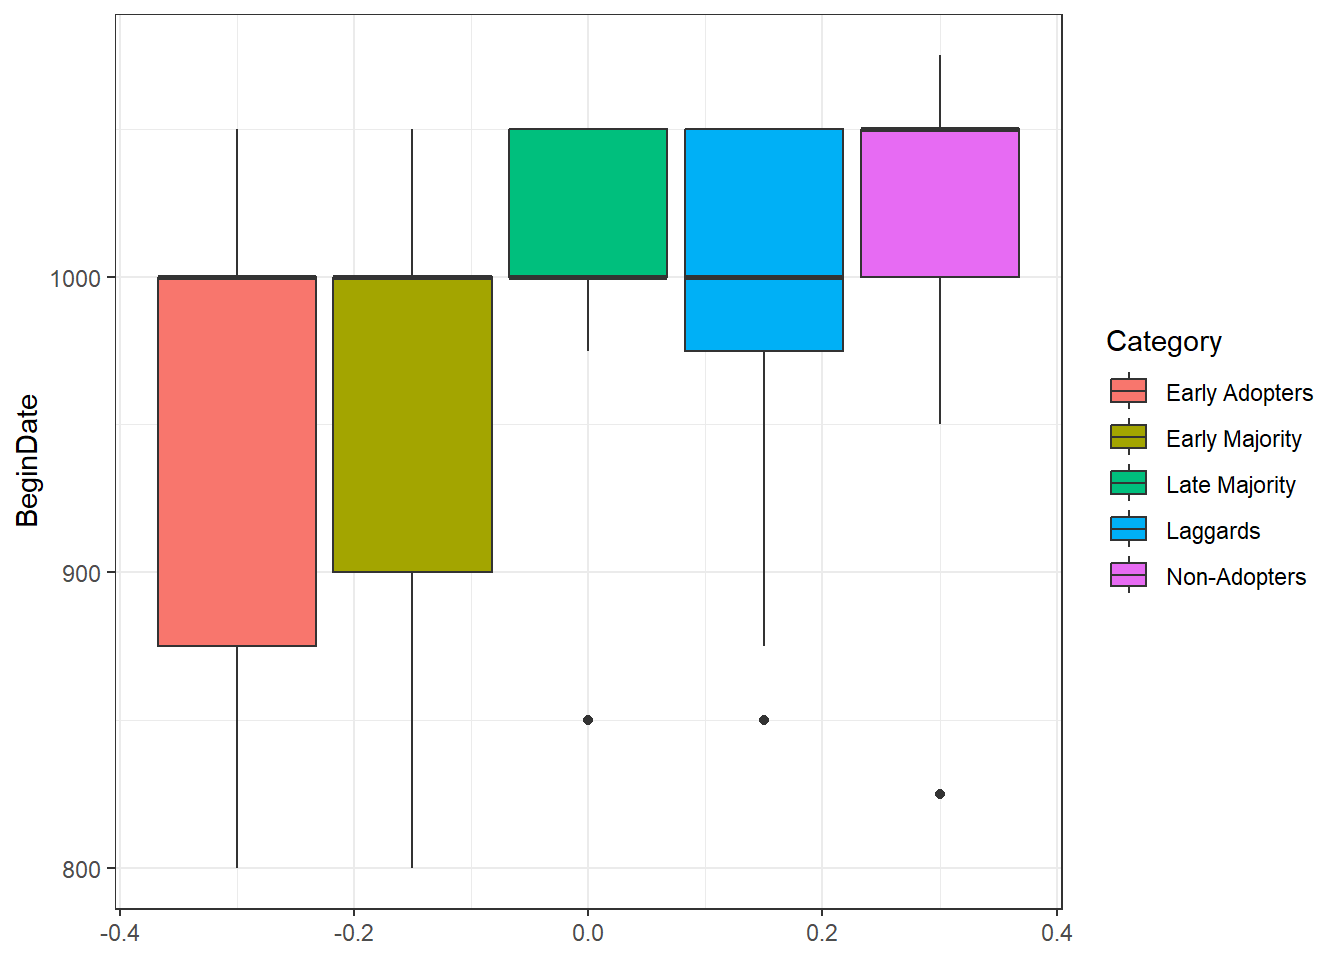 BeginDate
1000
900
800
-0.4
-0.2
0.0
0.2
0.4
Category
Early Adopters
Early Majority
Late Majority
Laggards
Non-Adopters